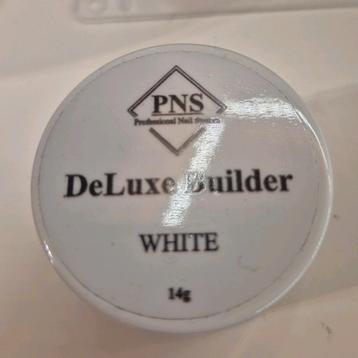 PNS
Professional Nail System
DeLuxe Builder
WHITE
14g